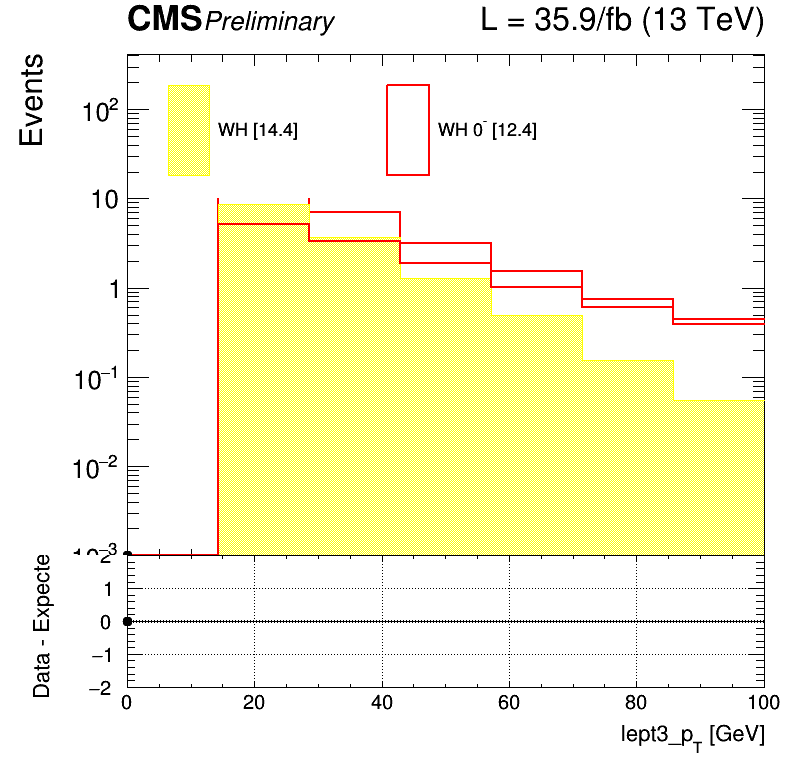 CMS Preliminary L = 35.9/fb (13 TeV)
Events
WH [14.4] WH 0⁻ [12.4]
10²
10
1
10⁻¹
10⁻²
10⁻³
Data - Expecte
2
1
0
−1
−2
0 20 40 60 80 100
lept3_p_T [GeV]